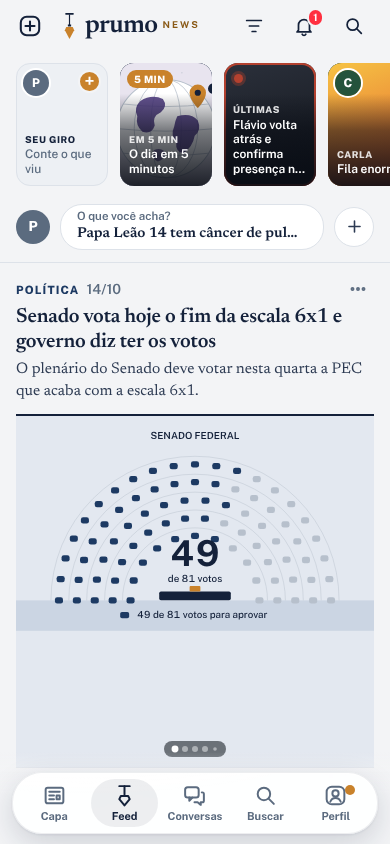 prumo NEWS
1
P
5 MIN
C
SEU GIRO
Conte o que
viu
EM 5 MIN
O dia em 5
minutos
ÚLTIMAS
Flávio volta
atrás e
confirma
presença n...
CARLA
Fila enorr
P
O que você acha?
Papa Leão 14 tem câncer de pul...
POLÍTICA 14/10
Senado vota hoje o fim da escala 6x1 e
governo diz ter os votos
O plenário do Senado deve votar nesta quarta a PEC
que acaba com a escala 6x1.
SENADO FEDERAL
49
de 81 votos
49 de 81 votos para aprovar
Capa
Feed
Conversas
Buscar
Perfil